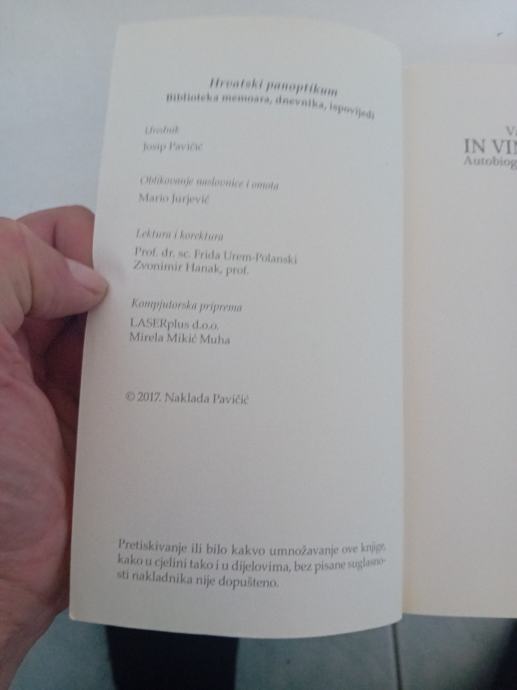 Hrvatski panoptikum
Biblioteka memoara, dnevnika, ispovijedi
Urednik
Josip Pavičić
Oblikovanje naslovnice i omota
Mario Jurjević
Lektura i korektura
Prof. dr. sc. Frida Urem-Polanski
Zvonimir Hanak, prof.
Kompjutorska priprema
LASERplus d.o.o.
Mirela Mikić Muha
© 2017. Naklada Pavičić
Pretiskivanje ili bilo kakvo umnožavanje ove knjige,
kako u cjelini tako i u dijelovima, bez pisane suglasno-
sti nakladnika nije dopušteno.
IN
Autobiog